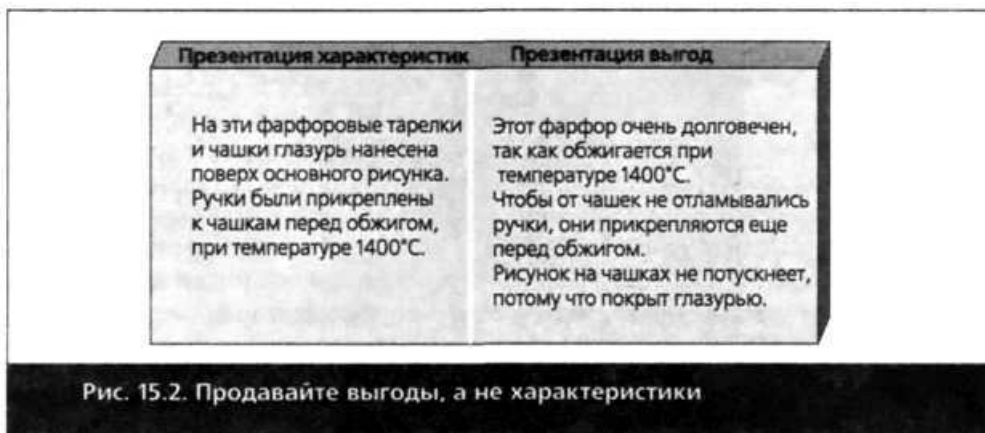 Презентация характеристик
На эти фарфоровые тарелки
и чашки глазурь нанесена
поверх основного рисунка.
Ручки были прикреплены
к чашкам перед обжигом,
при температуре 1400°С.
Презентация выгод
Этот фарфор очень долговечен,
так как обжигается при
температуре 1400°С.
Чтобы от чашек не отламывались
ручки, они прикрепляются еще
перед обжигом.
Рисунок на чашках не потускнеет,
потому что покрыт глазурью.
Рис. 15.2. Продавайте выгоды, а не характеристики